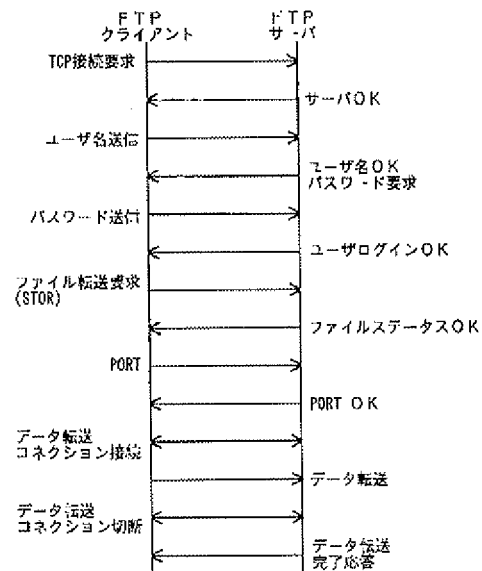 FTP
クライアント
FTP
サーバ
TCP接続要求
サーバOK
ユーザ名送信
ユーザ名OK
パスワード要求
パスワード送信
ユーザログインOK
ファイル転送要求
(STOR)
ファイルステータスOK
PORT
PORT OK
データ転送
コネクション接続
データ転送
データ転送
コネクション切断
データ転送
完了応答